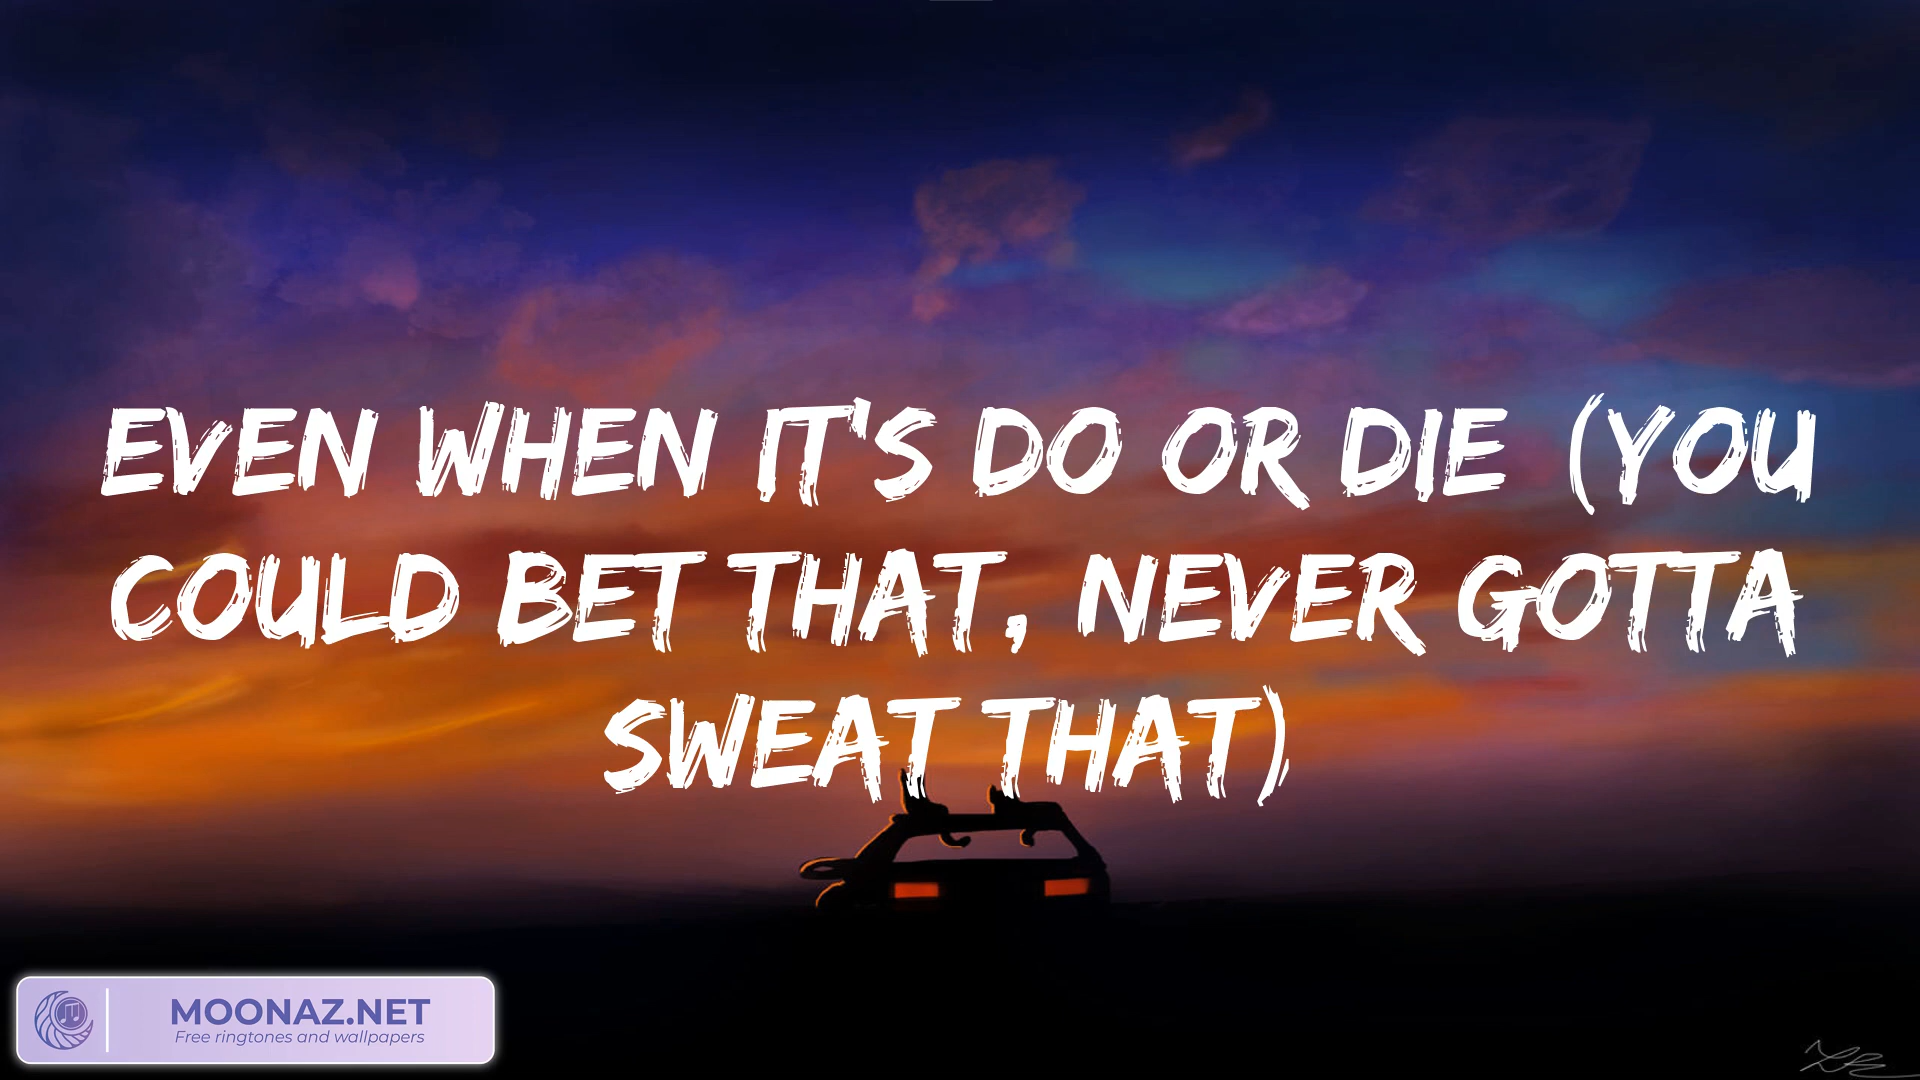 EVEN WHEN IT'S DO OR DIE (YOU
COULD BET THAT, NEVER GOTTA
SWEAT THAT)
MOONAZ.NET
Free ringtones and wallpapers